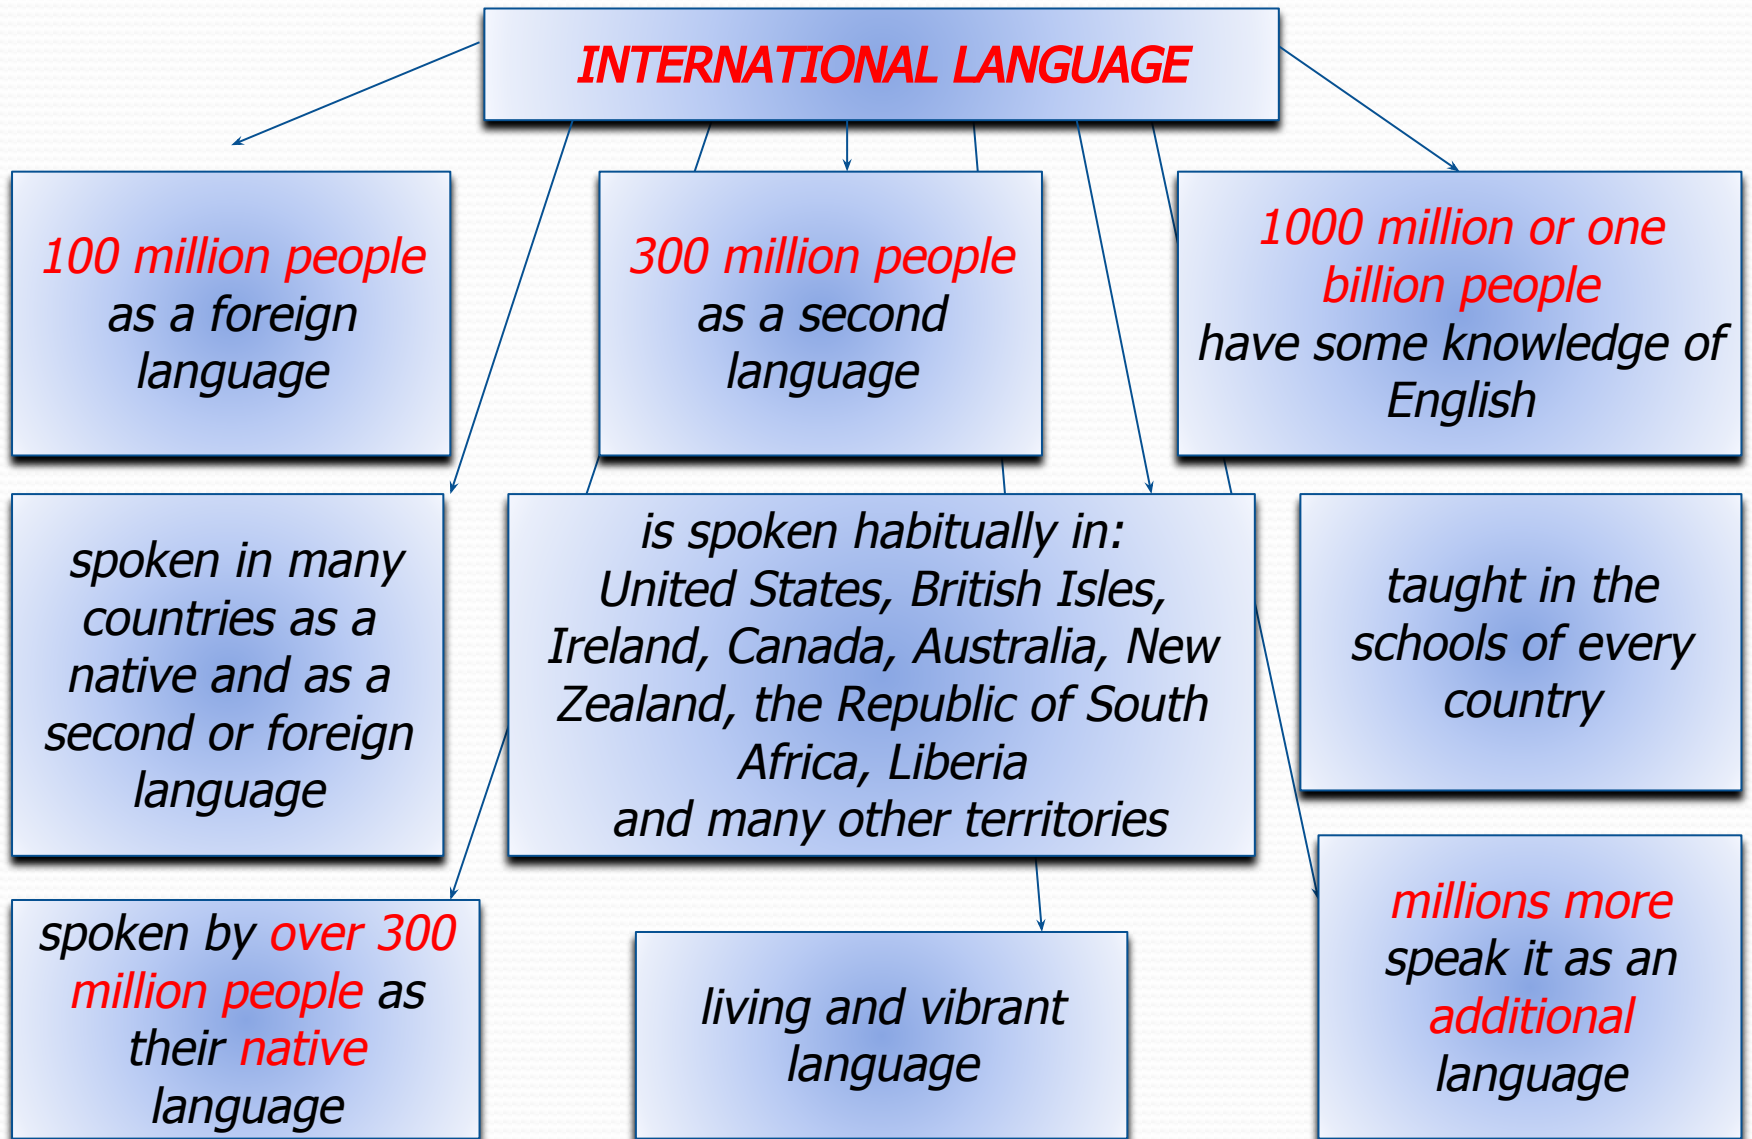 INTERNATIONAL LANGUAGE
100 million people
as a foreign
language
300 million people
as a second
language
1000 million or one
billion people
have some knowledge of
English
spoken in many
countries as a
native and as a
second or foreign
language
is spoken habitually in:
United States, British Isles,
Ireland, Canada, Australia, New
Zealand, the Republic of South
Africa, Liberia
and many other territories
taught in the
schools of every
country
spoken by over 300
million people as
their native
language
living and vibrant
language
millions more
speak it as an
additional
language